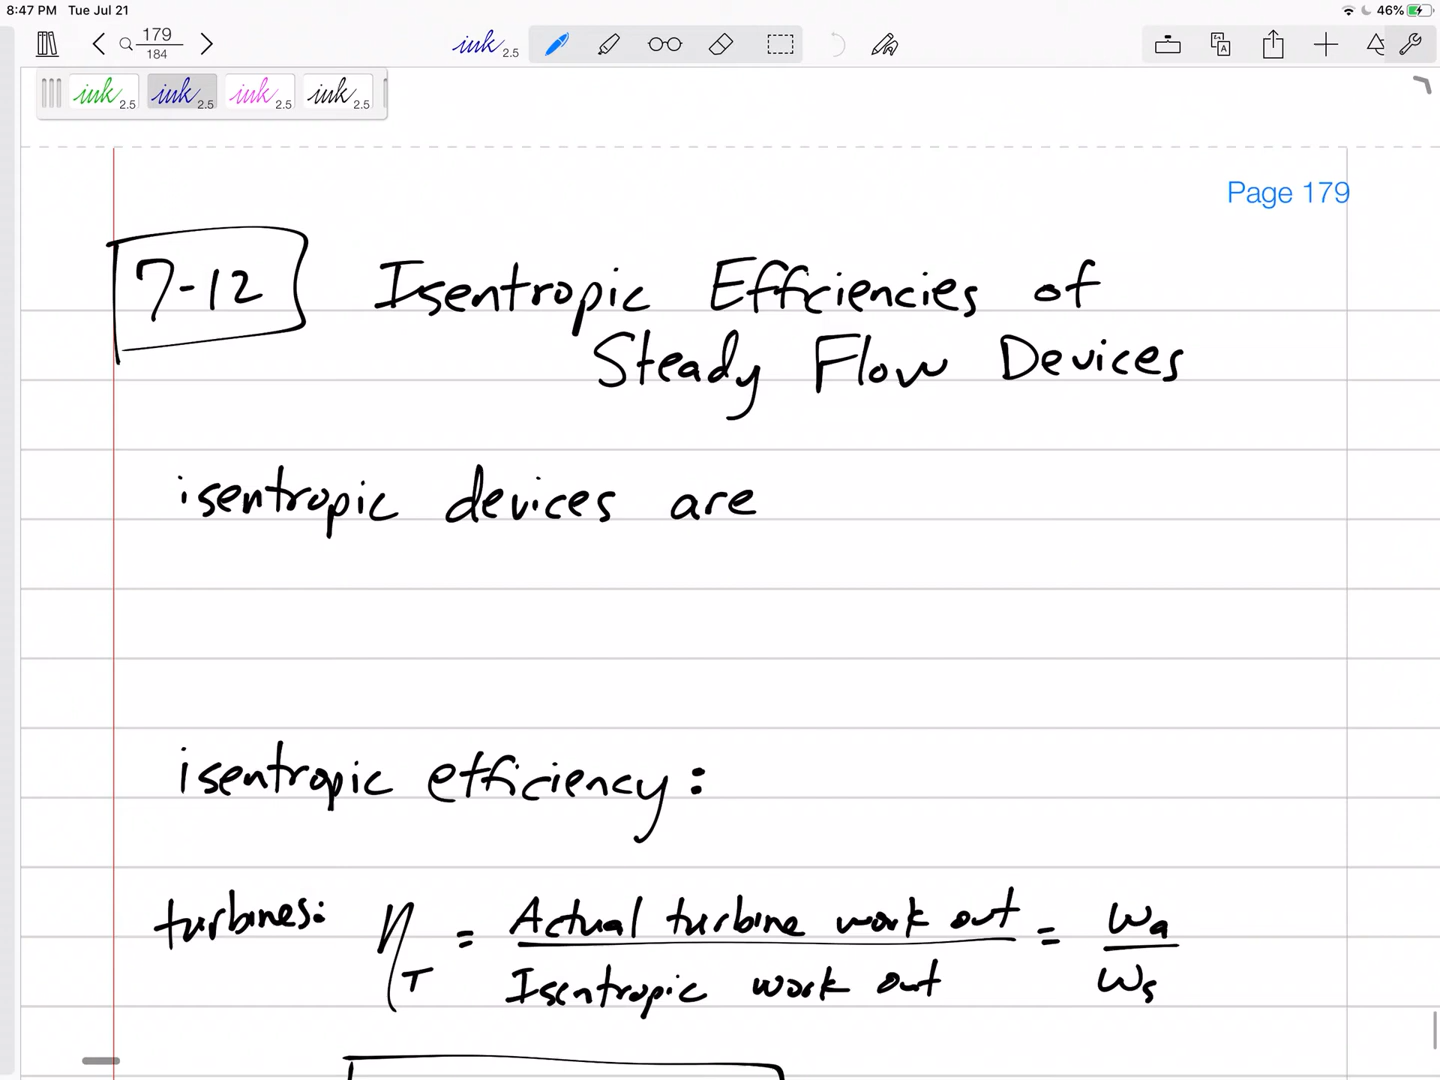 8:47 PM Tue Jul 21
46%
179
184
ink 2.5
ink 2.5 ink 2.5 ink 2.5 ink 2.5
Page 179
7-12 Isentropic Efficiencies of
Steady Flow Devices
isentropic devices are
isentropic efficiency:
turbines: η_T = Actual turbine work out = wa
Isentropic work out ws